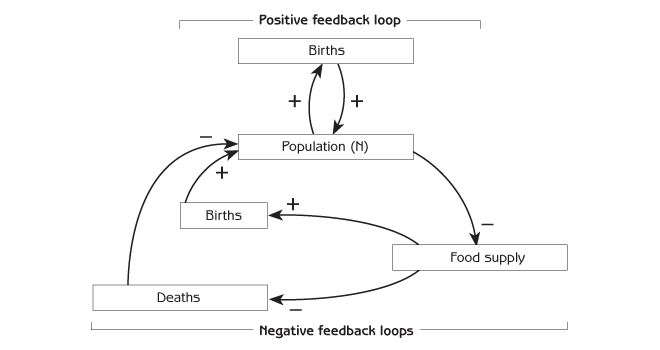 Positive feedback loop
Births
+ +
Population (N)
–
+
Births
+
–
Food supply
Deaths
–
Negative feedback loops